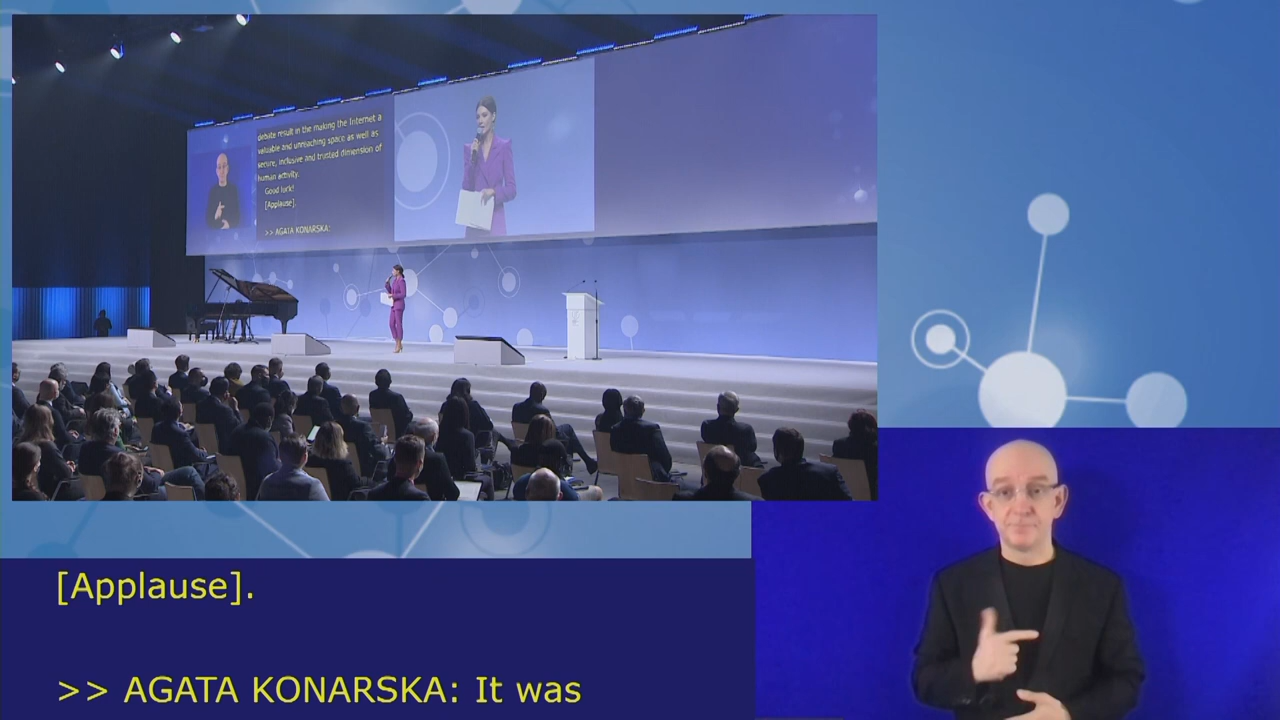 debate result in the making the Internet a
valuable and unreaching space as well as
secure, inclusive and trusted dimension of
human activity.
Good luck!
[Applause].
>> AGATA KONARSKA:
[Applause].
>> AGATA KONARSKA: It was